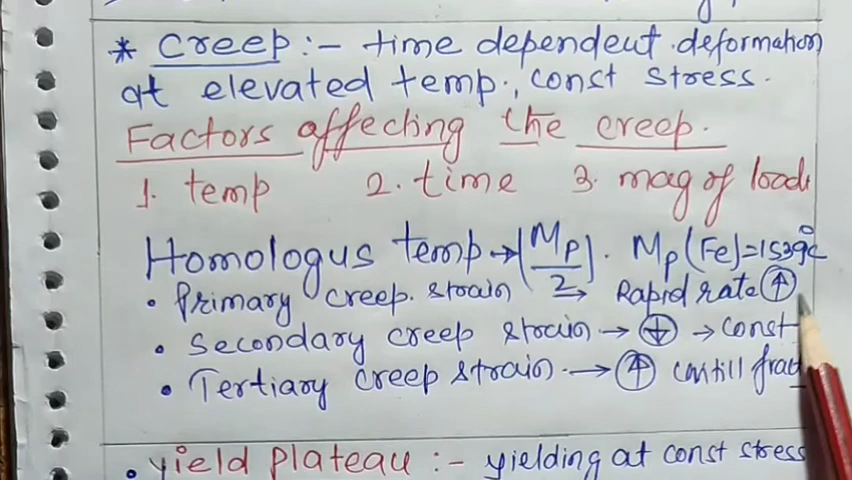 * Creep :- time dependent deformation
at elevated temp., const stress.
Factors affecting the creep.
1. temp 2. time 3. mag of load
Homologus temp → (Mp/2). Mp (Fe)=1539°C
• Primary creep strain → Rapid rate ↑
• Secondary creep strain → ↓ → const
• Tertiary creep strain. → ↑ until frac
• yield plateau :- yielding at const stress